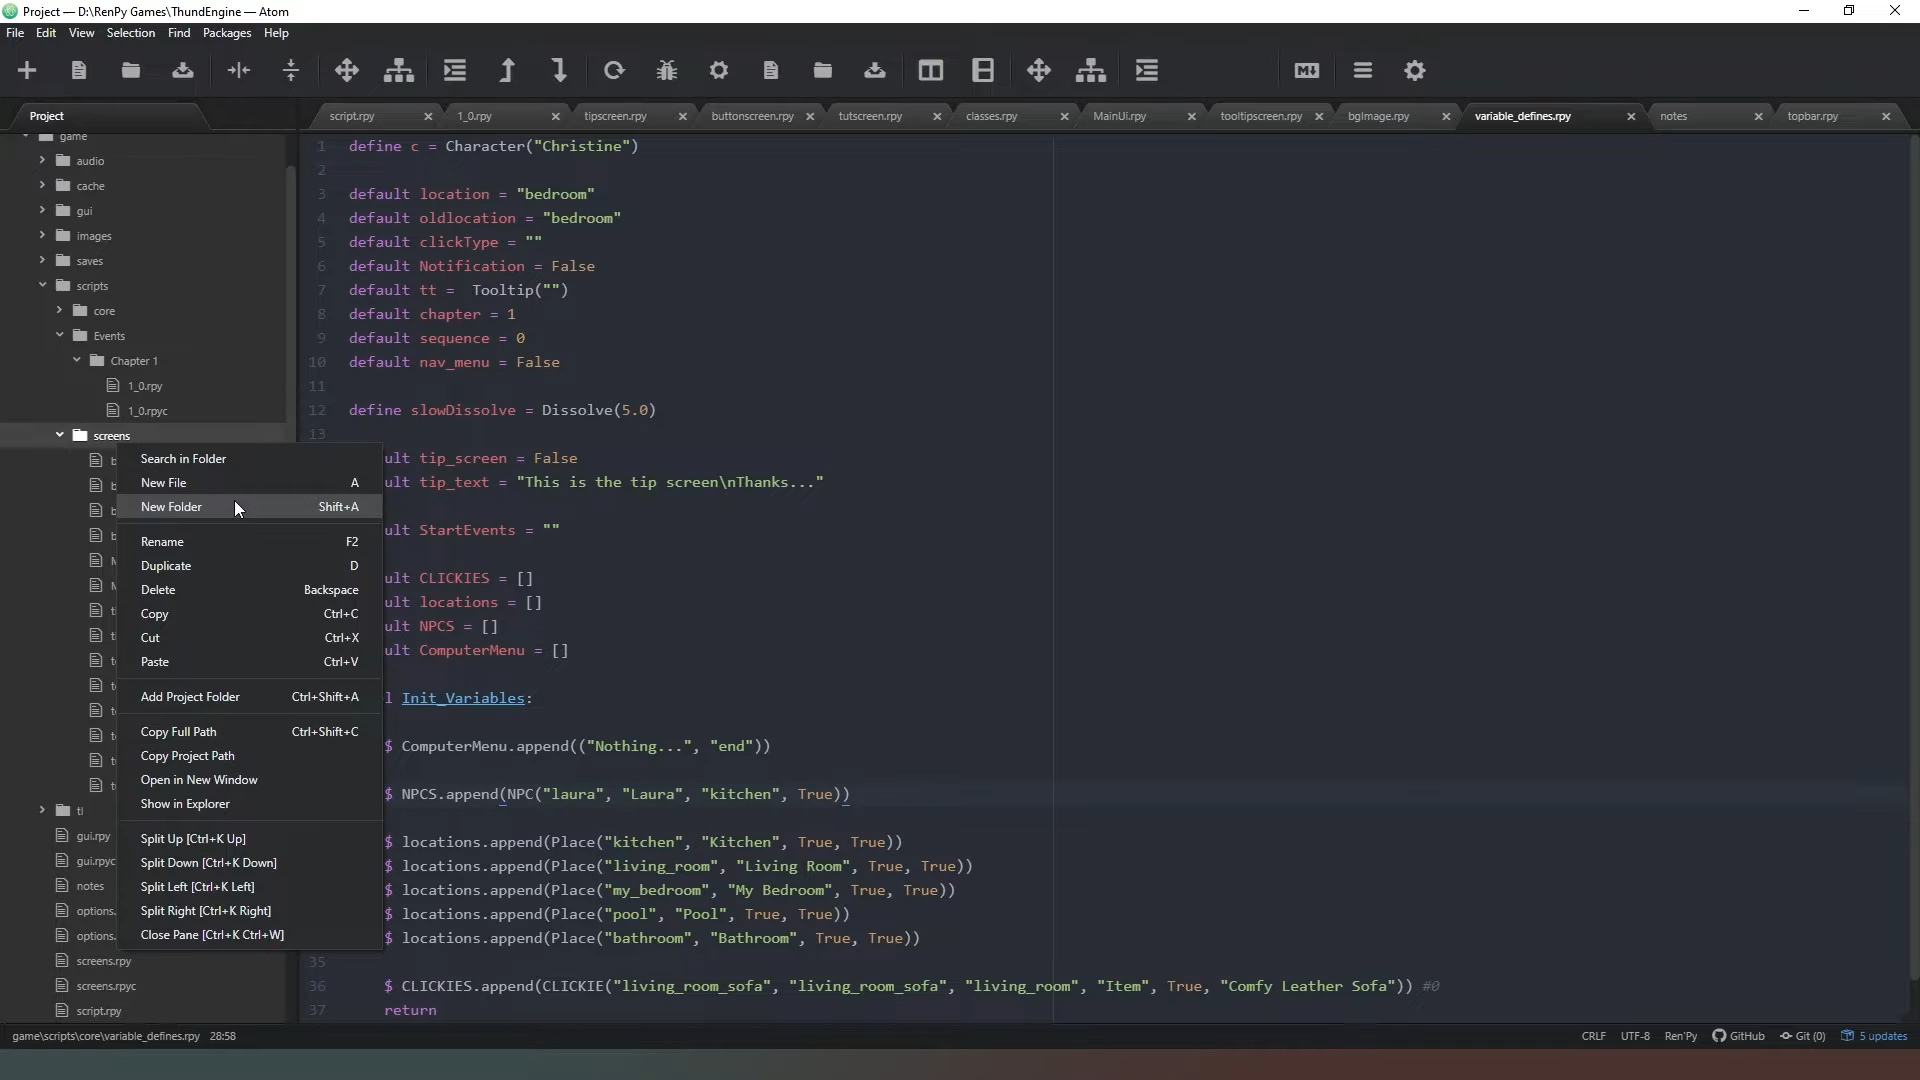 Project — D:\RenPy Games\ThundEngine — Atom
File Edit View Selection Find Packages Help
Project
script.rpy
1_0.rpy
tipscreen.rpy
buttonscreen.rpy
tutscreen.rpy
classes.rpy
MainUi.rpy
tooltipscreen.rpy
bgImage.rpy
variable_defines.rpy
notes
topbar.rpy
game
audio
cache
gui
images
saves
scripts
core
Events
Chapter 1
1_0.rpy
1_0.rpyc
screens
tl
gui.rpy
gui.rpyc
notes
options.
options.
screens.rpy
screens.rpyc
script.rpy
Search in Folder
New File A
New Folder Shift+A
Rename F2
Duplicate D
Delete Backspace
Copy Ctrl+C
Cut Ctrl+X
Paste Ctrl+V
Add Project Folder Ctrl+Shift+A
Copy Full Path Ctrl+Shift+C
Copy Project Path
Open in New Window
Show in Explorer
Split Up [Ctrl+K Up]
Split Down [Ctrl+K Down]
Split Left [Ctrl+K Left]
Split Right [Ctrl+K Right]
Close Pane [Ctrl+K Ctrl+W]
1 define c = Character("Christine")
2
3 default location = "bedroom"
4 default oldlocation = "bedroom"
5 default clickType = ""
6 default Notification = False
7 default tt =  Tooltip("")
8 default chapter = 1
9 default sequence = 0
10 default nav_menu = False
11
12 define slowDissolve = Dissolve(5.0)
13
ult tip_screen = False
ult tip_text = "This is the tip screen\nThanks..."
ult StartEvents = ""
ult CLICKIES = []
ult locations = []
ult NPCS = []
ult ComputerMenu = []
l Init_Variables:
$ ComputerMenu.append(("Nothing...", "end"))
$ NPCS.append(NPC("laura", "Laura", "kitchen", True))
$ locations.append(Place("kitchen", "Kitchen", True, True))
$ locations.append(Place("living_room", "Living Room", True, True))
$ locations.append(Place("my_bedroom", "My Bedroom", True, True))
$ locations.append(Place("pool", "Pool", True, True))
$ locations.append(Place("bathroom", "Bathroom", True, True))
35
36 $ CLICKIES.append(CLICKIE("living_room_sofa", "living_room_sofa", "living_room", "Item", True, "Comfy Leather Sofa")) #0
37 return
game\scripts\core\variable_defines.rpy 28:58
CRLF UTF-8 Ren'Py GitHub Git (0) 5 updates